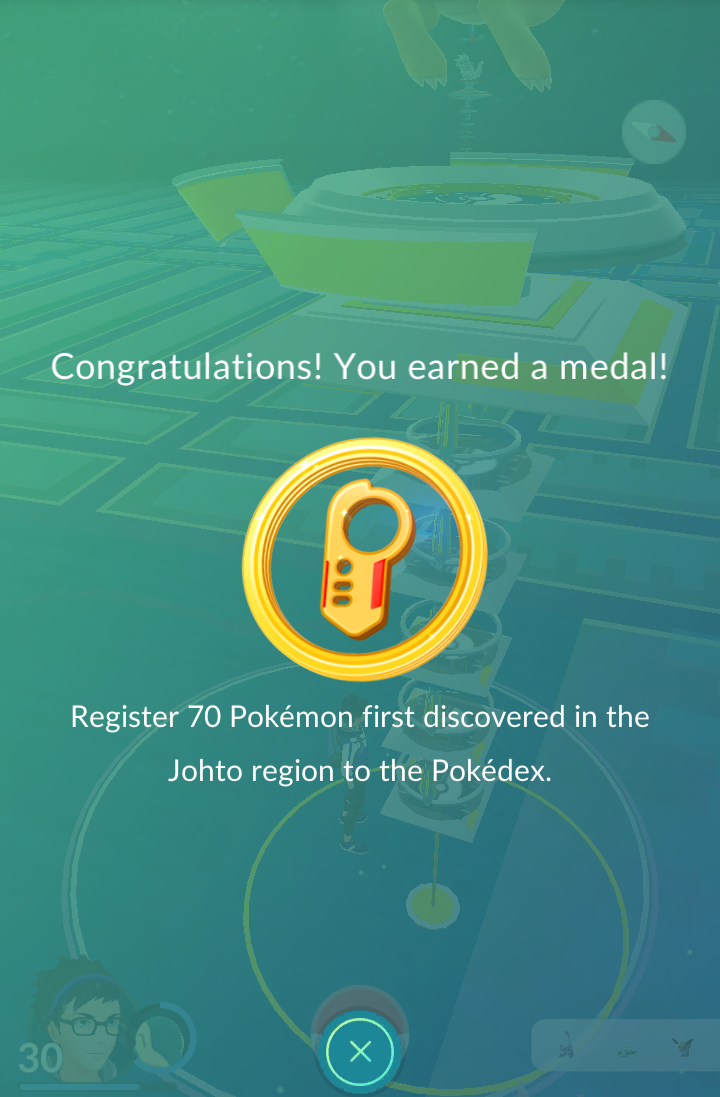 Congratulations! You earned a medal!
Register 70 Pokémon first discovered in the
Johto region to the Pokédex.
30